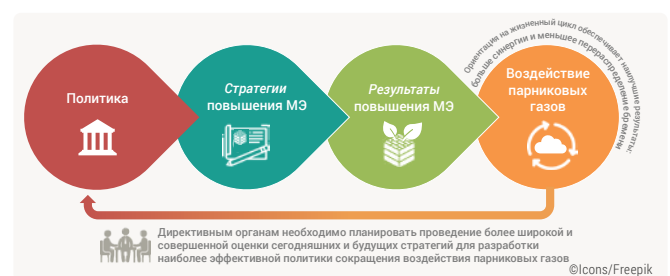 Политика
Стратегии
повышения МЭ
Результаты
повышения МЭ
Воздействие
парниковых
газов
Ориентация на жизненный цикл обеспечивает наилучшие результаты:
больше синергии и меньшее перераспределение бремени
Директивным органам необходимо планировать проведение более широкой и
совершенной оценки сегодняшних и будущих стратегий для разработки
наиболее эффективной политики сокращения воздействия парниковых газов
©Icons/Freepik